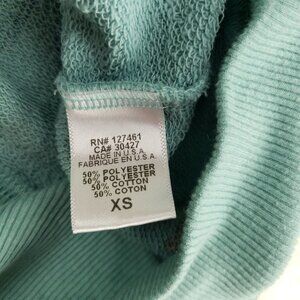 RN# 127461
CA# 30427
MADE IN U.S.A.
FABRIQUE EN U.S.A.
50% POLYESTER
50% POLYESTER
50% COTTON
50% COTON
XS